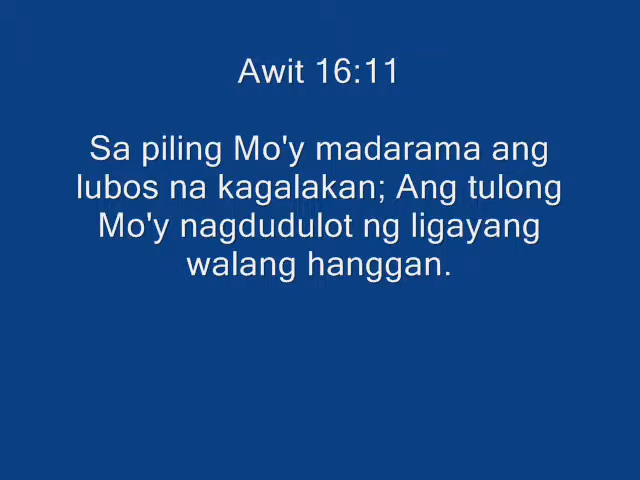 Awit 16:11
Sa piling Mo'y madarama ang
lubos na kagalakan; Ang tulong
Mo'y nagdudulot ng ligayang
walang hanggan.